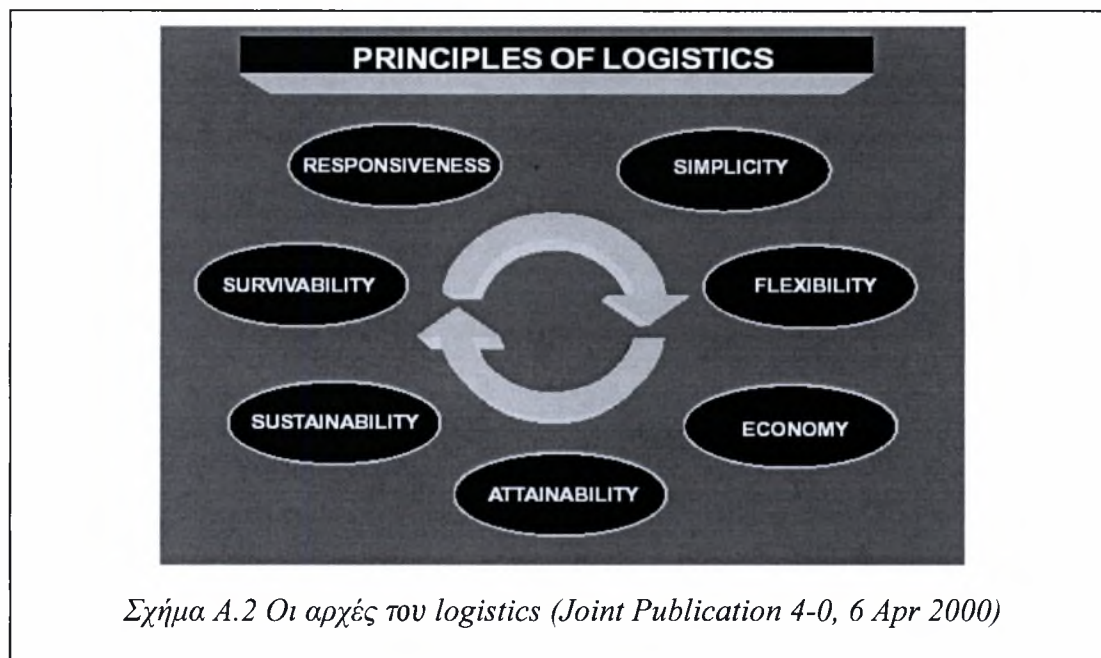 PRINCIPLES OF LOGISTICS
RESPONSIVENESS
SIMPLICITY
SURVIVABILITY
FLEXIBILITY
SUSTAINABILITY
ECONOMY
ATTAINABILITY
Σχήμα Α.2 Οι αρχές του logistics (Joint Publication 4-0, 6 Apr 2000)